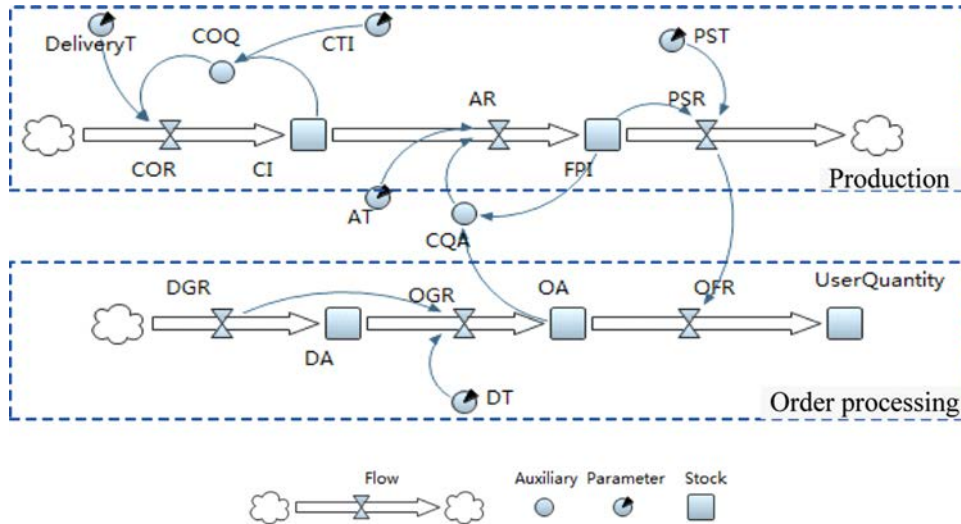 DeliveryT
COQ
CTI
PST
AR
PSR
COR
CI
FPI
Production
AT
CQA
DGR
OGR
OA
OFR
UserQuantity
DA
DT
Order processing
Flow
Auxiliary
Parameter
Stock